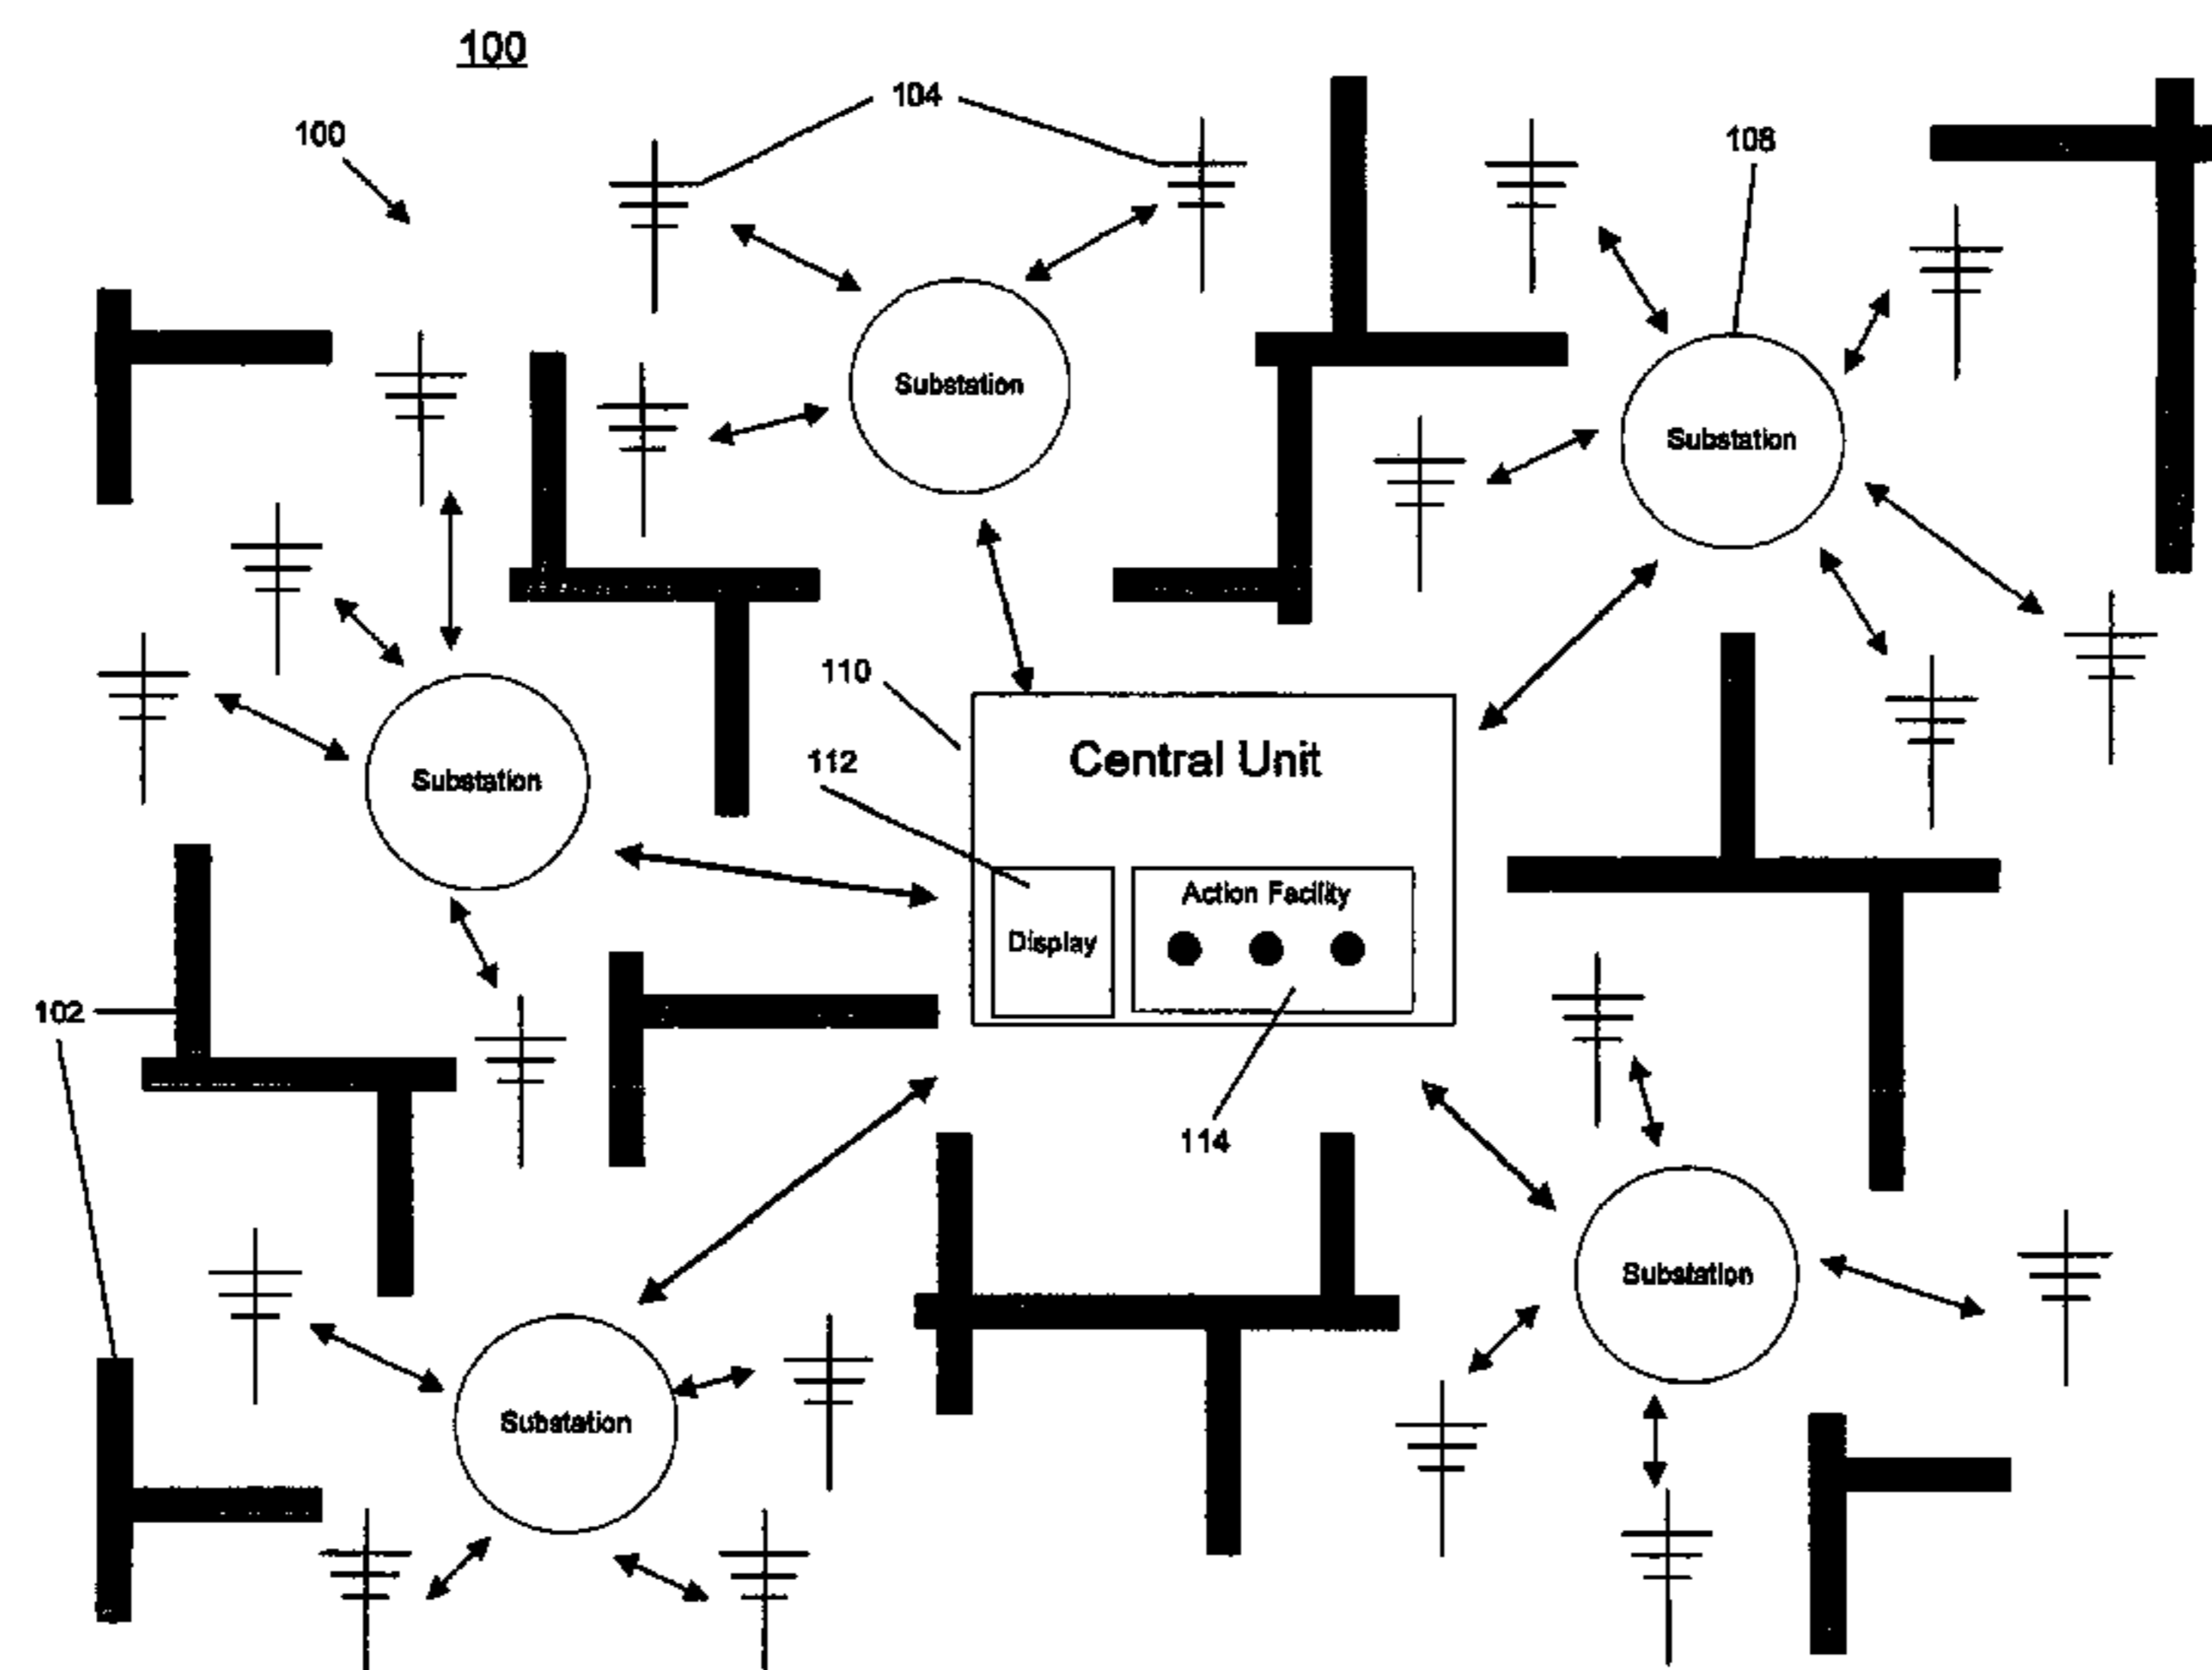 100
104
100
108
Substation
Substation
110
Central Unit
112
Substation
Action Facility
Display
102
114
Substation
Substation